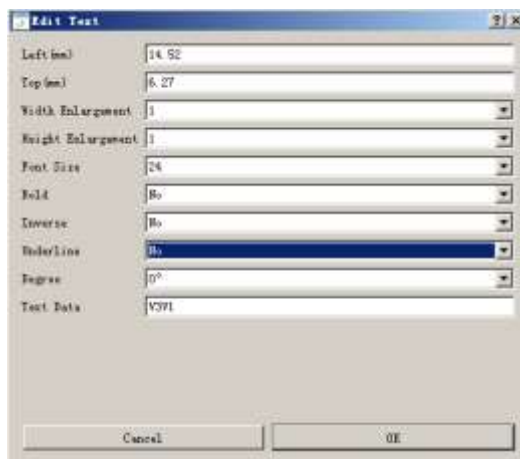 Edit Text
Left(mm) 14.52
Top(mm) 6.27
Width Enlargement 1
Height Enlargement 1
Font Size 24
Bold No
Inverse No
Underline No
Degree 0°
Text Data
Cancel OK